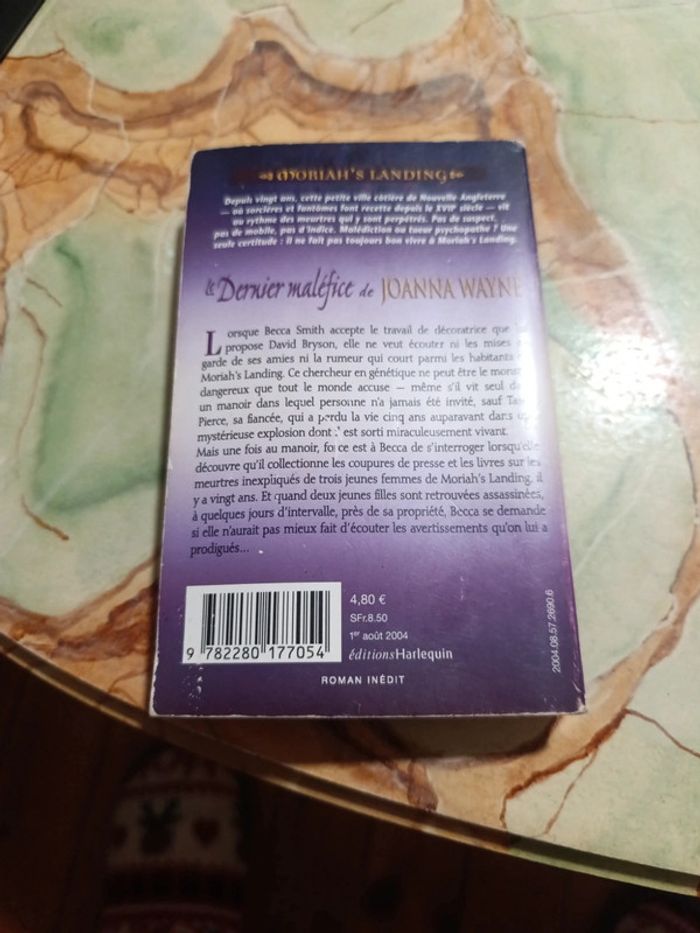 MORIAH'S LANDING
Depuis vingt ans, cette petite ville côtière de Nouvelle-Angleterre
— où sorcières et fantômes font recette depuis le XVIIe siècle — vit
au rythme des meurtres qui y sont perpétrés. Pas de suspect,
pas de mobile, pas d'indice. Malédiction ou tueur psychopathe ? Une
seule certitude : il ne fait pas toujours bon vivre à Moriah's Landing.
le Dernier maléfice de JOANNA WAYNE
Lorsque Becca Smith accepte le travail de décoratrice que
propose David Bryson, elle ne veut écouter ni les mises
garde de ses amies ni la rumeur qui court parmi les habitants
Moriah's Landing. Ce chercheur en génétique ne peut être le
dangereux que tout le monde accuse — même s'il vit seul
un manoir dans lequel personne n'a jamais été invité, sauf
Pierce, sa fiancée, qui a perdu la vie cinq ans auparavant dans
mystérieuse explosion dont est sorti miraculeusement vivant.
Mais une fois au manoir, force est à Becca de s'interroger lorsqu'elle
découvre qu'il collectionne les coupures de presse et les livres sur les
meurtres inexpliqués de trois jeunes femmes de Moriah's Landing, il
y a vingt ans. Et quand deux jeunes filles sont retrouvées assassinées,
à quelques jours d'intervalle, près de sa propriété, Becca se demande
si elle n'aurait pas mieux fait d'écouter les avertissements qu'on lui a
prodigués...
4,80 €
SFr.8.50
1er août 2004
éditionsHarlequin
9 782280 177054
ROMAN INÉDIT
2004.08.57.2690.6